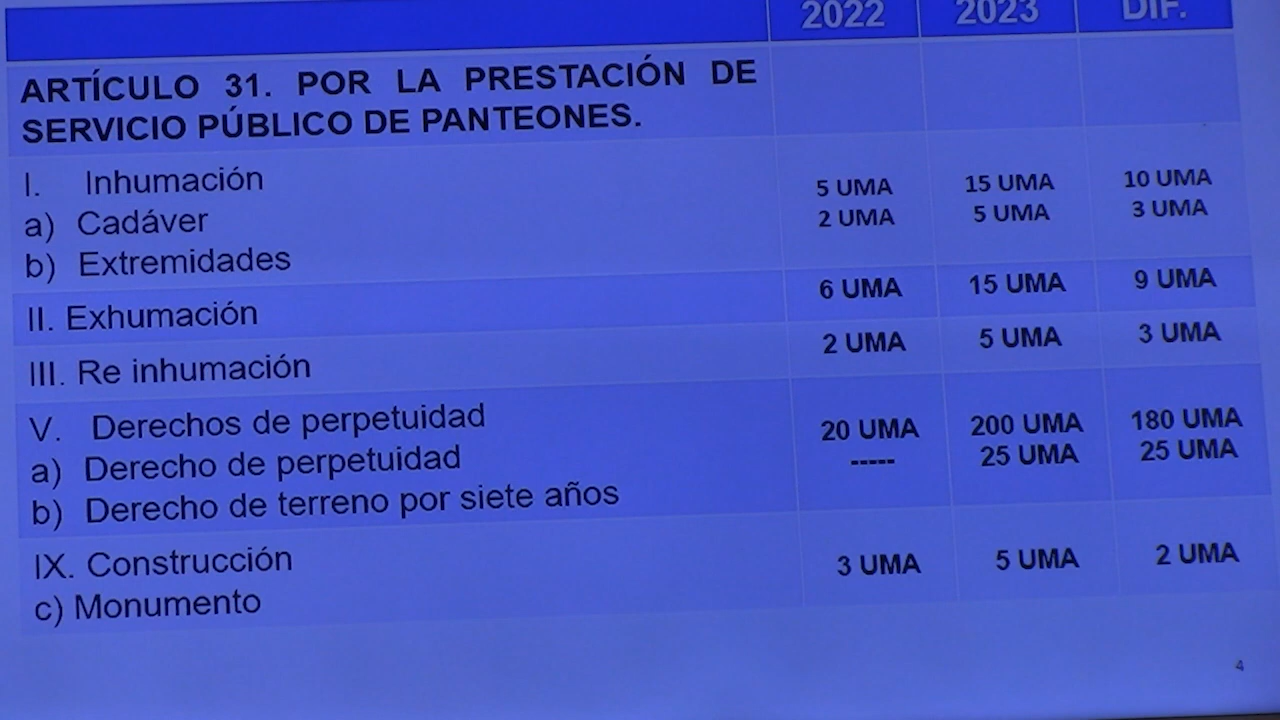 2022 2023 DIF.
ARTÍCULO 31. POR LA PRESTACIÓN DE
SERVICIO PÚBLICO DE PANTEONES.
I. Inhumación
a) Cadáver
b) Extremidades
5 UMA 15 UMA 10 UMA
2 UMA 5 UMA 3 UMA
II. Exhumación 6 UMA 15 UMA 9 UMA
III. Re inhumación 2 UMA 5 UMA 3 UMA
V. Derechos de perpetuidad
a) Derecho de perpetuidad
b) Derecho de terreno por siete años
20 UMA 200 UMA 180 UMA
----- 25 UMA 25 UMA
IX. Construcción
c) Monumento
3 UMA 5 UMA 2 UMA
4